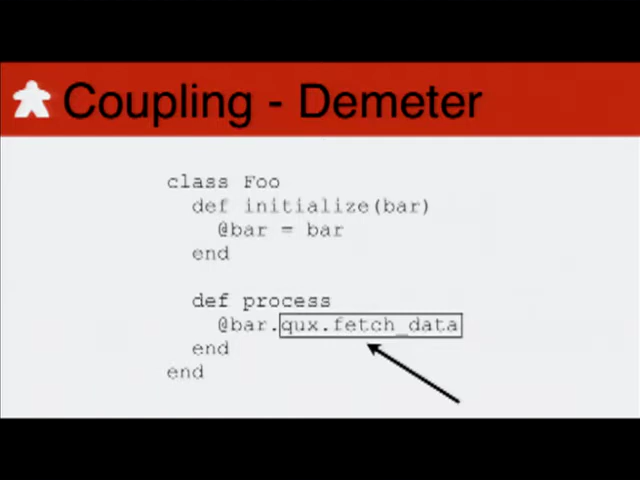 Coupling - Demeter
class Foo
  def initialize(bar)
    @bar = bar
  end

  def process
    @bar.qux.fetch_data
  end
end